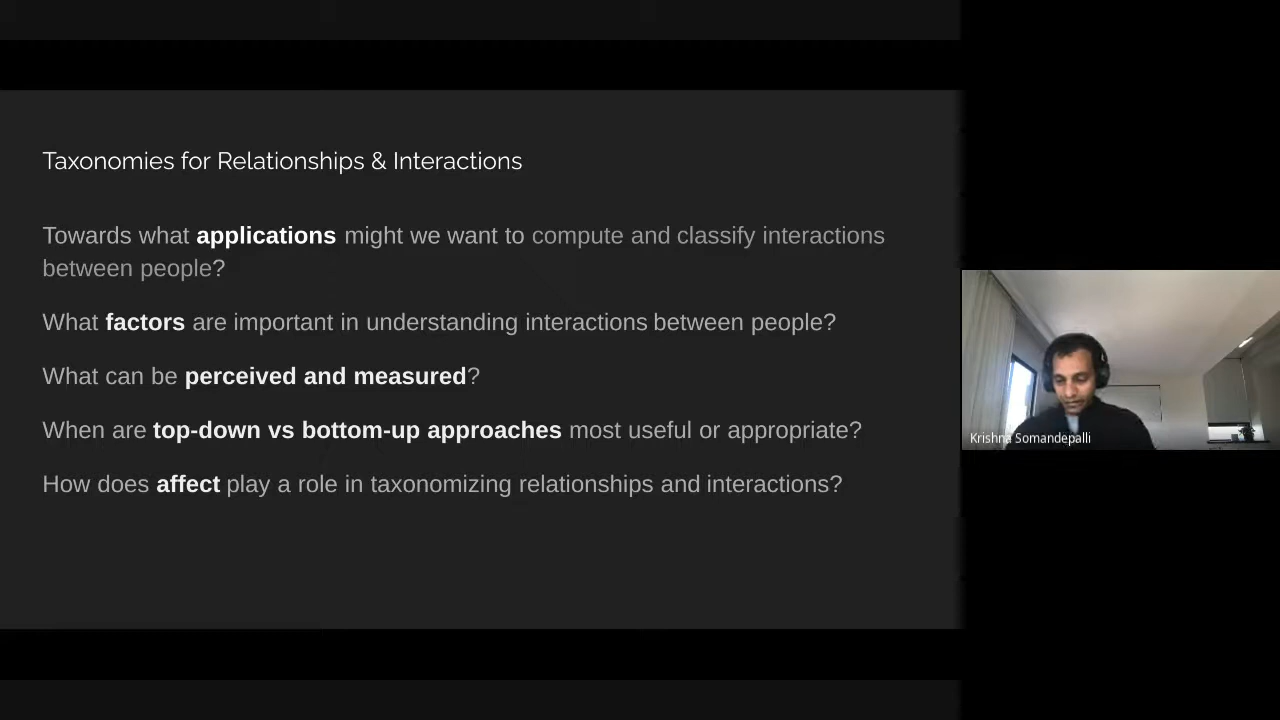 Taxonomies for Relationships & Interactions
Towards what applications might we want to compute and classify interactions
between people?
What factors are important in understanding interactions between people?
What can be perceived and measured?
When are top-down vs bottom-up approaches most useful or appropriate?
How does affect play a role in taxonomizing relationships and interactions?
Krishna Somandepalli